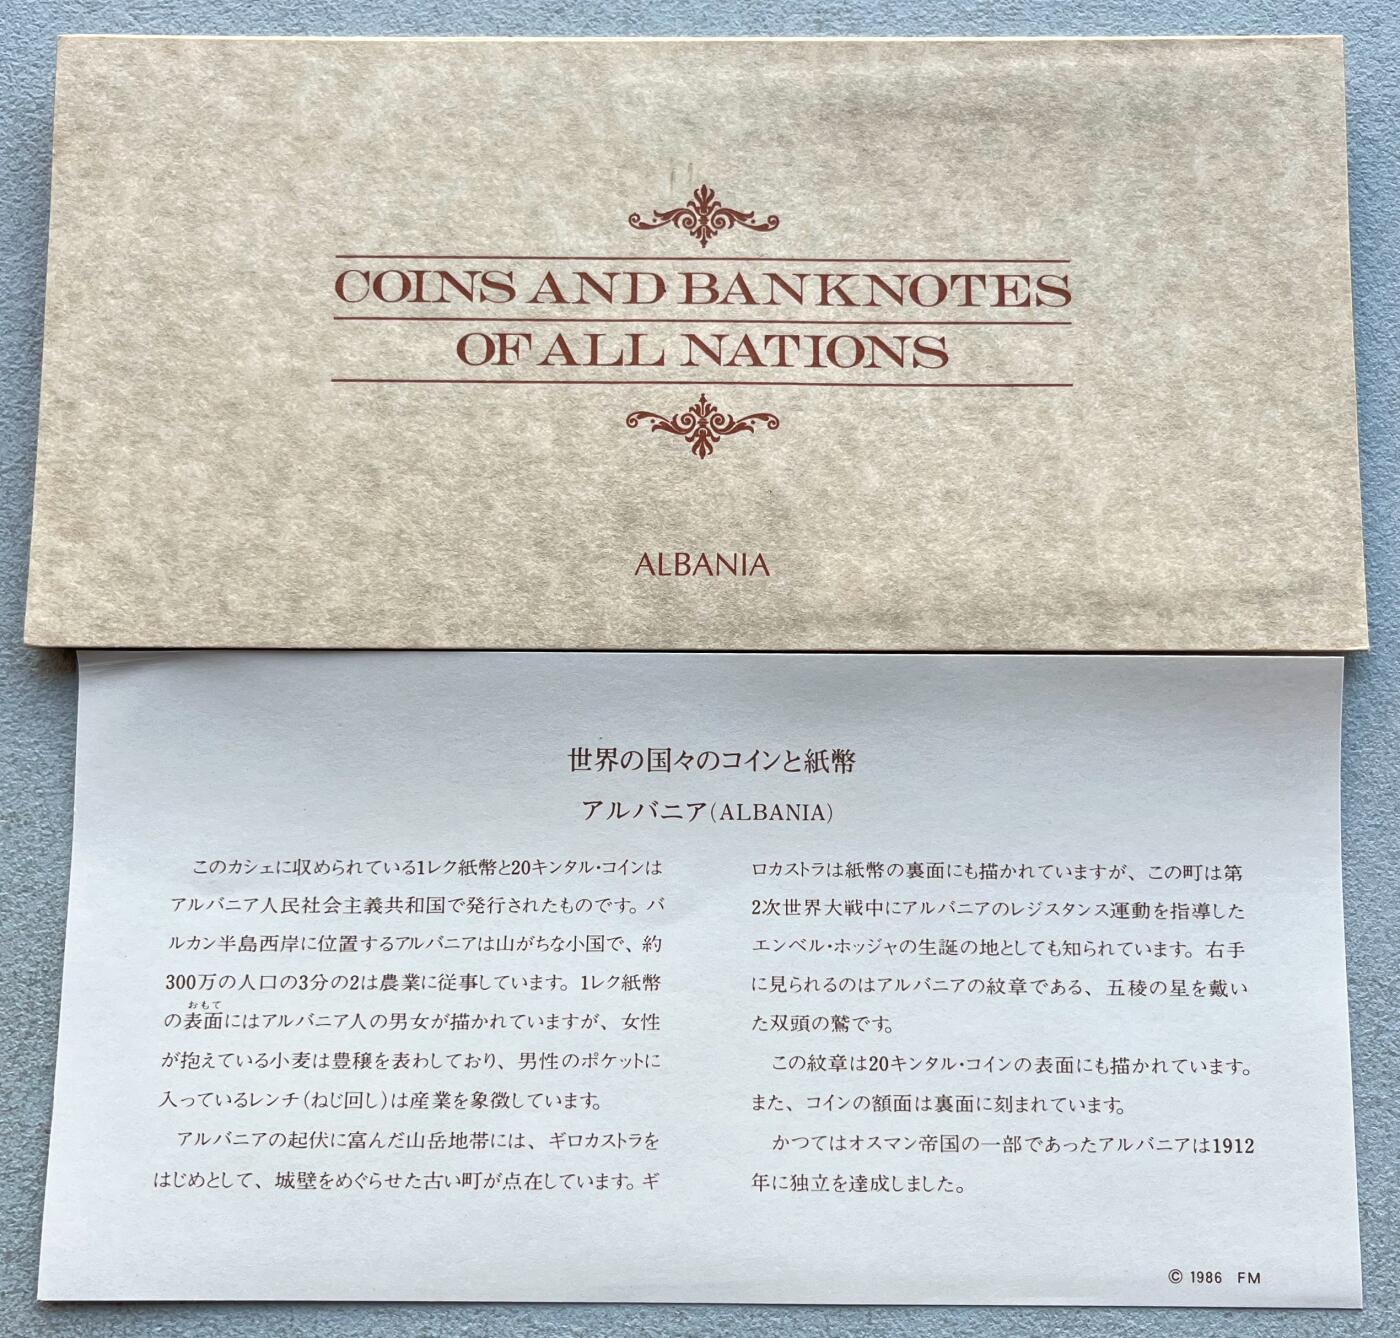 COINS AND BANKNOTES
OF ALL NATIONS
ALBANIA
世界の国々のコインと紙幣
アルバニア(ALBANIA)
このカシェに収められている1レク紙幣と20キンタル・コインは
アルバニア人民社会主義共和国で発行されたものです。バ
ルカン半島西岸に位置するアルバニアは山がちな小国で、約
300万の人口の3分の2は農業に従事しています。1レク紙幣
おもて
の表面にはアルバニア人の男女が描かれていますが、女性
が抱えている小麦は豊穣を表わしており、男性のポケットに
入っているレンチ(ねじ回し)は産業を象徴しています。
アルバニアの起伏に富んだ山岳地帯には、ギロカストラを
はじめとして、城壁をめぐらせた古い町が点在しています。ギ
ロカストラは紙幣の裏面にも描かれていますが、この町は第
2次世界大戦中にアルバニアのレジスタンス運動を指導した
エンベル・ホッジャの生誕の地としても知られています。右手
に見られるのはアルバニアの紋章である、五稜の星を戴い
た双頭の鷲です。
この紋章は20キンタル・コインの表面にも描かれています。
また、コインの額面は裏面に刻まれています。
かつてはオスマン帝国の一部であったアルバニアは1912
年に独立を達成しました。
© 1986 FM